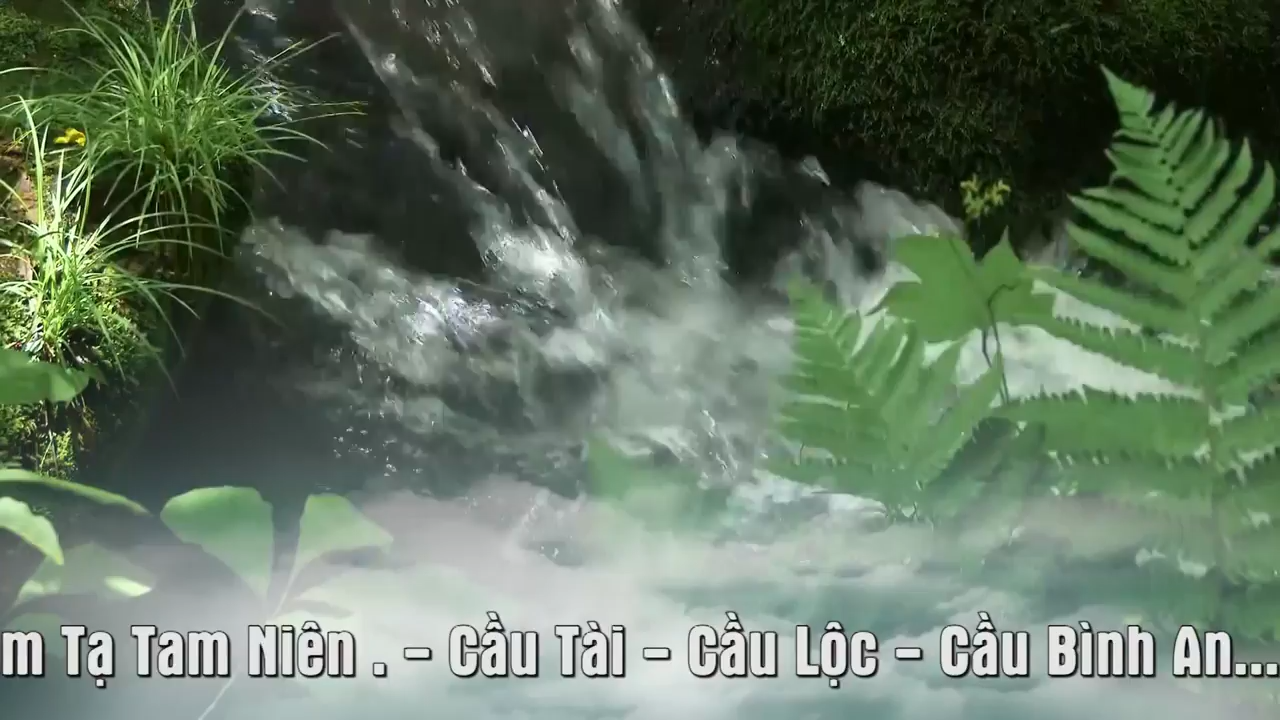 m Tạ Tam Niên . - Cầu Tài - Cầu Lộc - Cầu Bình An...